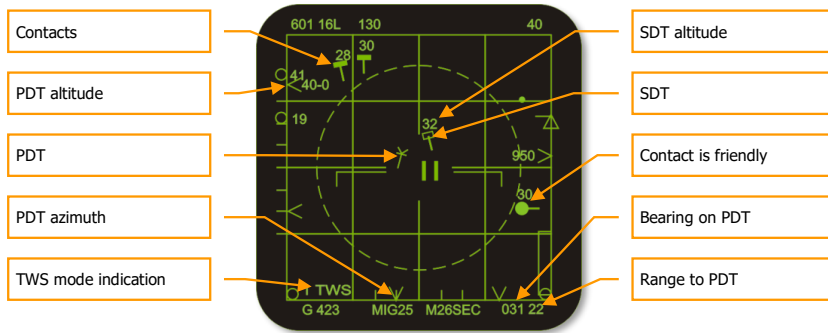 Contacts
PDT altitude
PDT
PDT azimuth
TWS mode indication
601 16L 130 40
28 30
41
40-0
19
32
950
30
TWS
G 423 MIG25 M26SEC 031 22
SDT altitude
SDT
Contact is friendly
Bearing on PDT
Range to PDT